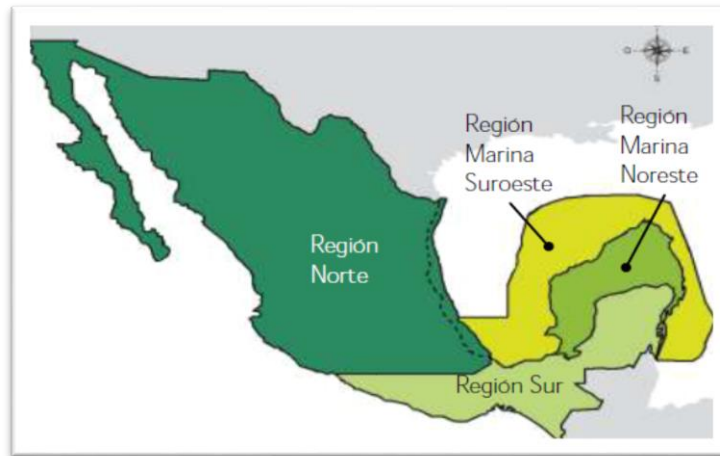 O
E
S
Región
Marina
Suroeste
Región
Marina
Noreste
Región
Norte
Región Sur